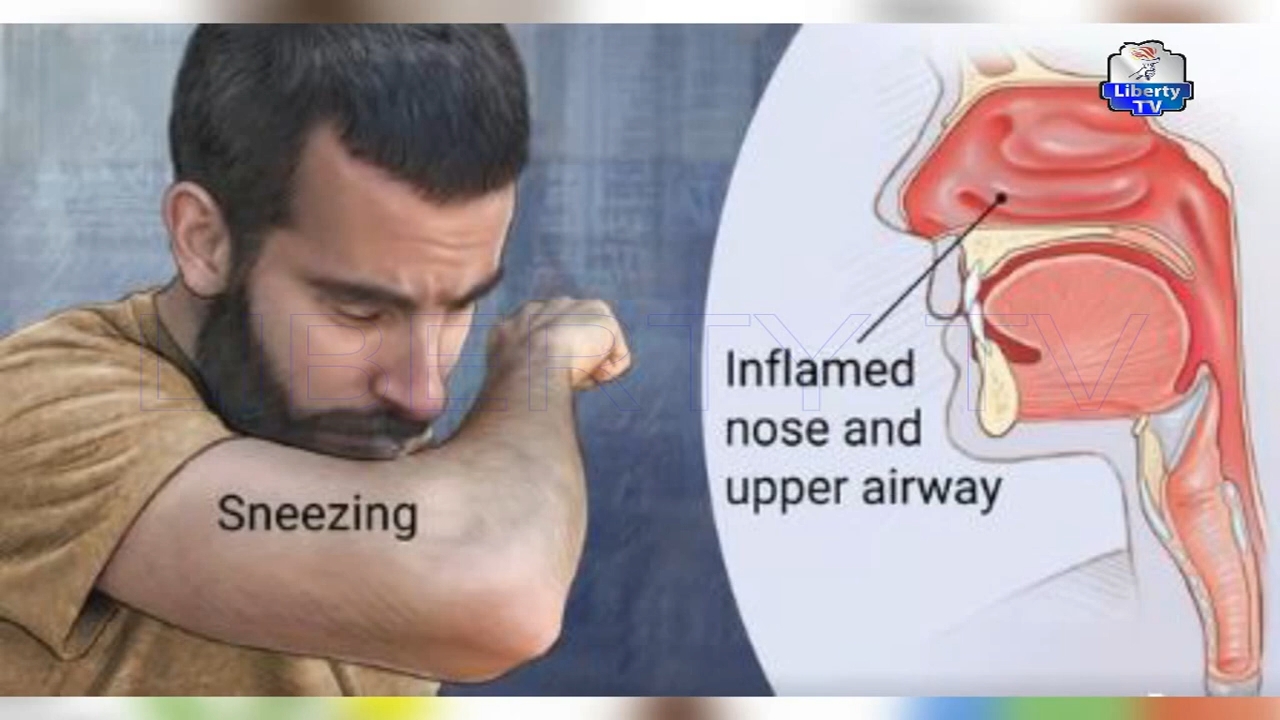 Liberty
TV
LIBERTY TV
Inflamed
nose and
upper airway
Sneezing